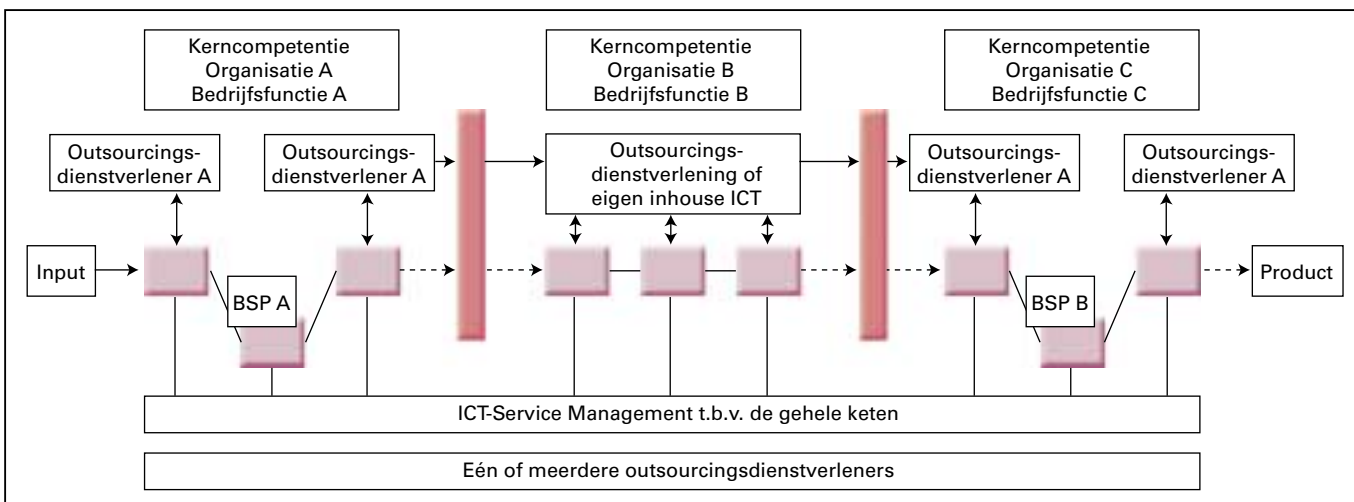 Kerncompetentie
Organisatie A
Bedrijfsfunctie A
Kerncompetentie
Organisatie B
Bedrijfsfunctie B
Kerncompetentie
Organisatie C
Bedrijfsfunctie C
Outsourcings-
dienstverlener A
Outsourcings-
dienstverlener A
Outsourcings-
dienstverlening of
eigen inhouse ICT
Outsourcings-
dienstverlener A
Outsourcings-
dienstverlener A
Input
BSP A
BSP B
Product
ICT-Service Management t.b.v. de gehele keten
Eén of meerdere outsourcingsdienstverleners